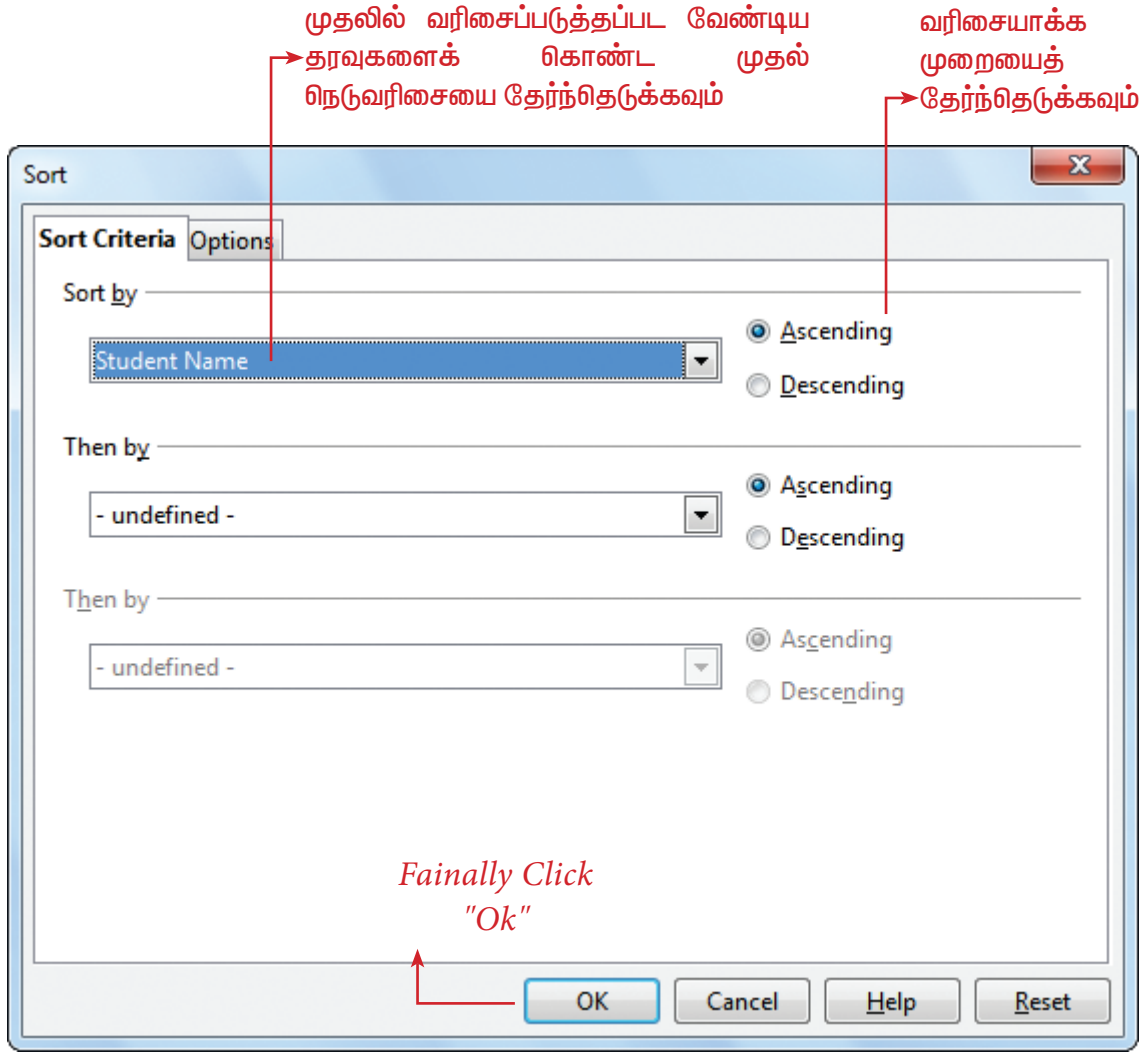 முதலில் வரிசைப்படுத்தப்பட வேண்டிய
தரவுகளைக் கொண்ட முதல்
நெடுவரிசையை தேர்ந்தெடுக்கவும்
வரிசையாக்க
முறையைத்
தேர்ந்தெடுக்கவும்
Sort
Sort Criteria Options
Sort by
Student Name
Ascending
Descending
Then by
- undefined -
Ascending
Descending
Then by
- undefined -
Ascending
Descending
Fainally Click
"Ok"
OK Cancel Help Reset